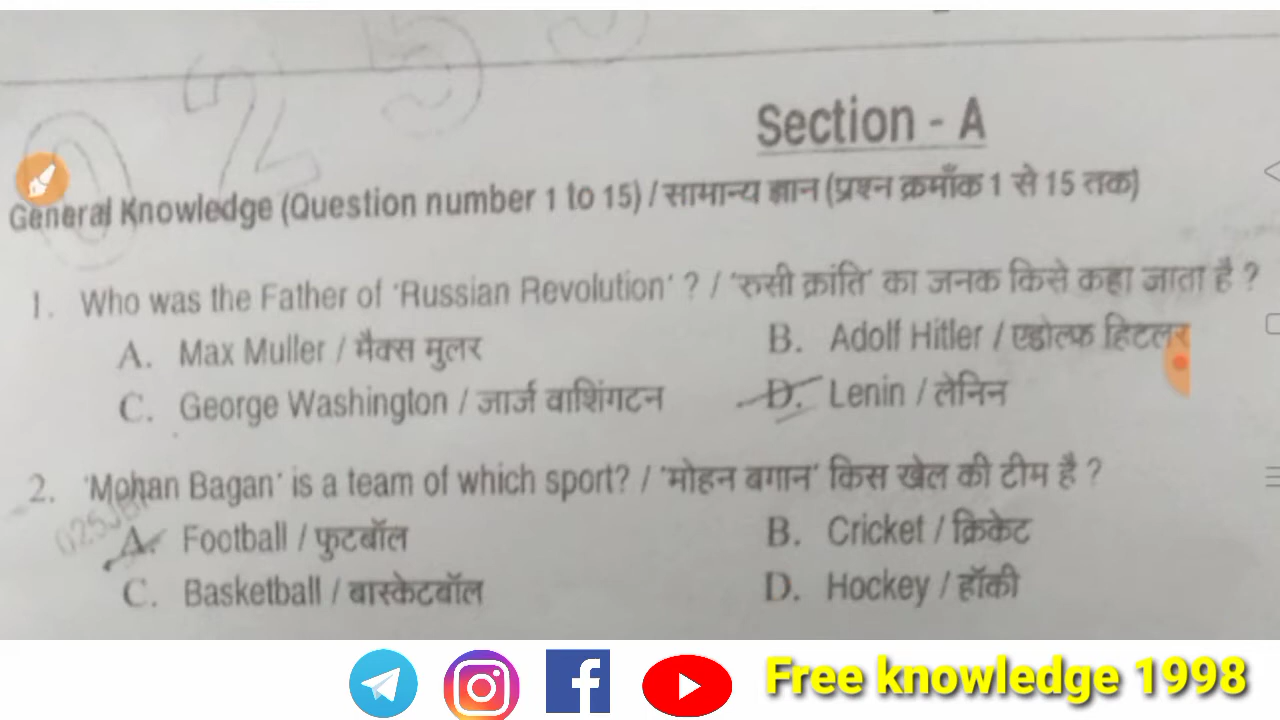 0255
Section - A
General Knowledge (Question number 1 to 15) / सामान्य ज्ञान (प्रश्न क्रमाँक 1 से 15 तक)
1. Who was the Father of 'Russian Revolution' ? / 'रुसी क्रांति' का जनक किसे कहा जाता है ?
A. Max Muller / मैक्स मुलर B. Adolf Hitler / एडोल्फ हिटलर
C. George Washington / जार्ज वाशिंगटन D. Lenin / लेनिन
2. 'Mohan Bagan' is a team of which sport? / 'मोहन बगान' किस खेल की टीम है ?
A. Football / फुटबॉल B. Cricket / क्रिकेट
C. Basketball / बास्केटबॉल D. Hockey / हॉकी
Free knowledge 1998